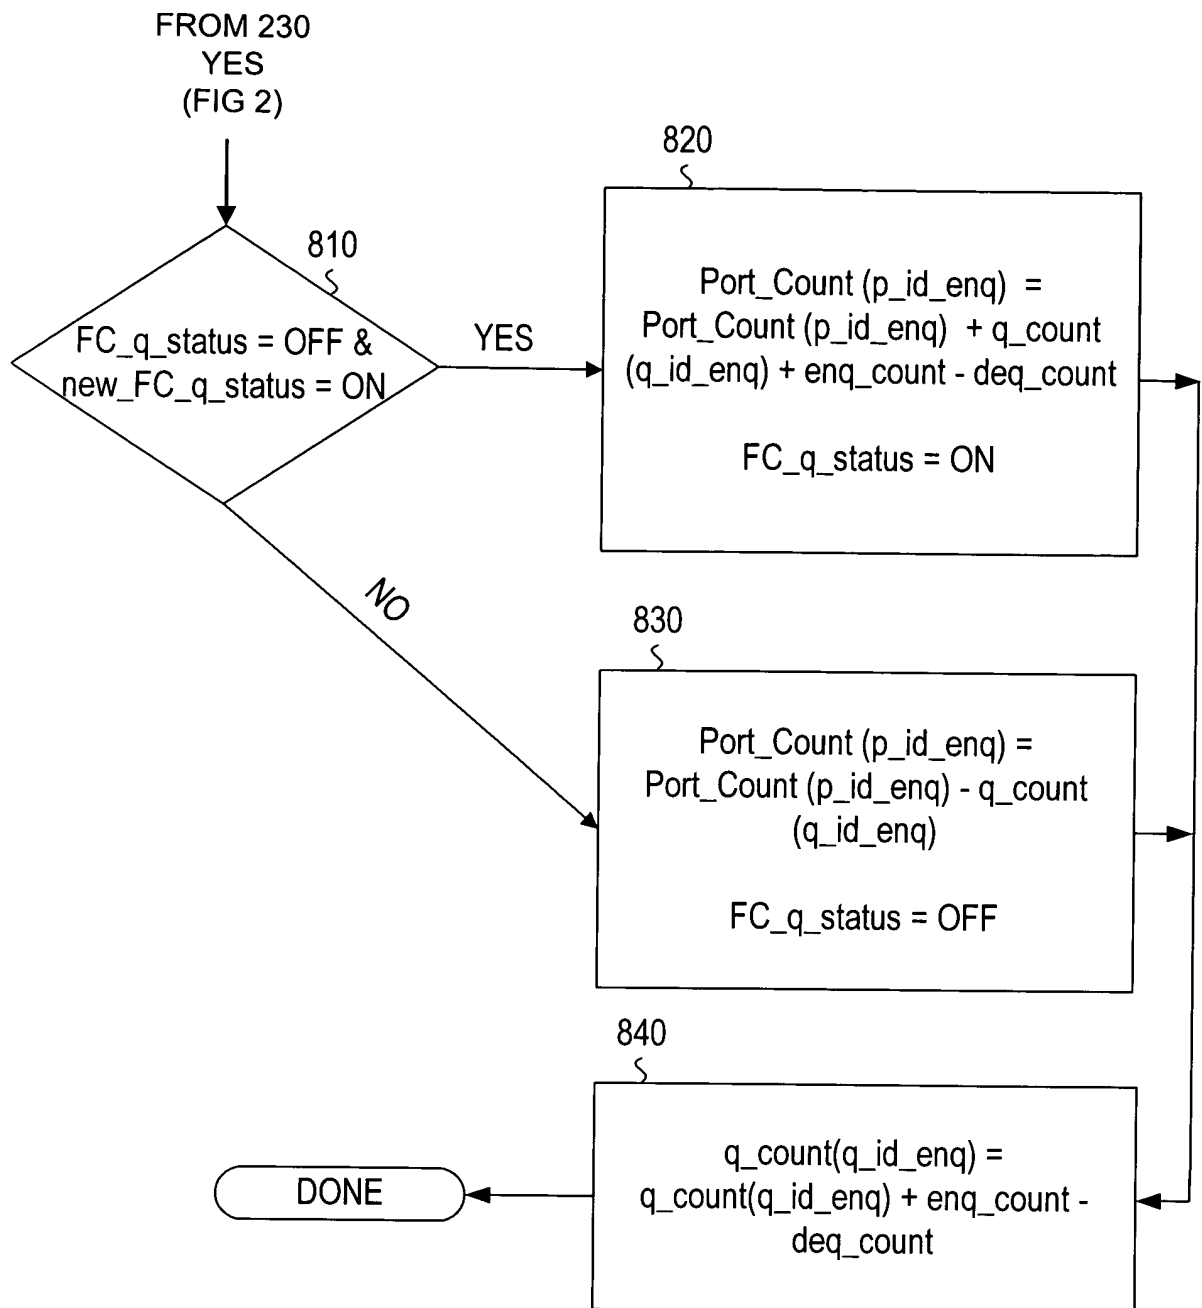 FROM 230
YES
(FIG 2)
810
FC_q_status = OFF &
new_FC_q_status = ON
YES
NO
820
Port_Count (p_id_enq) =
Port_Count (p_id_enq) + q_count
(q_id_enq) + enq_count - deq_count
FC_q_status = ON
830
Port_Count (p_id_enq) =
Port_Count (p_id_enq) - q_count
(q_id_enq)
FC_q_status = OFF
840
q_count(q_id_enq) =
q_count(q_id_enq) + enq_count -
deq_count
DONE